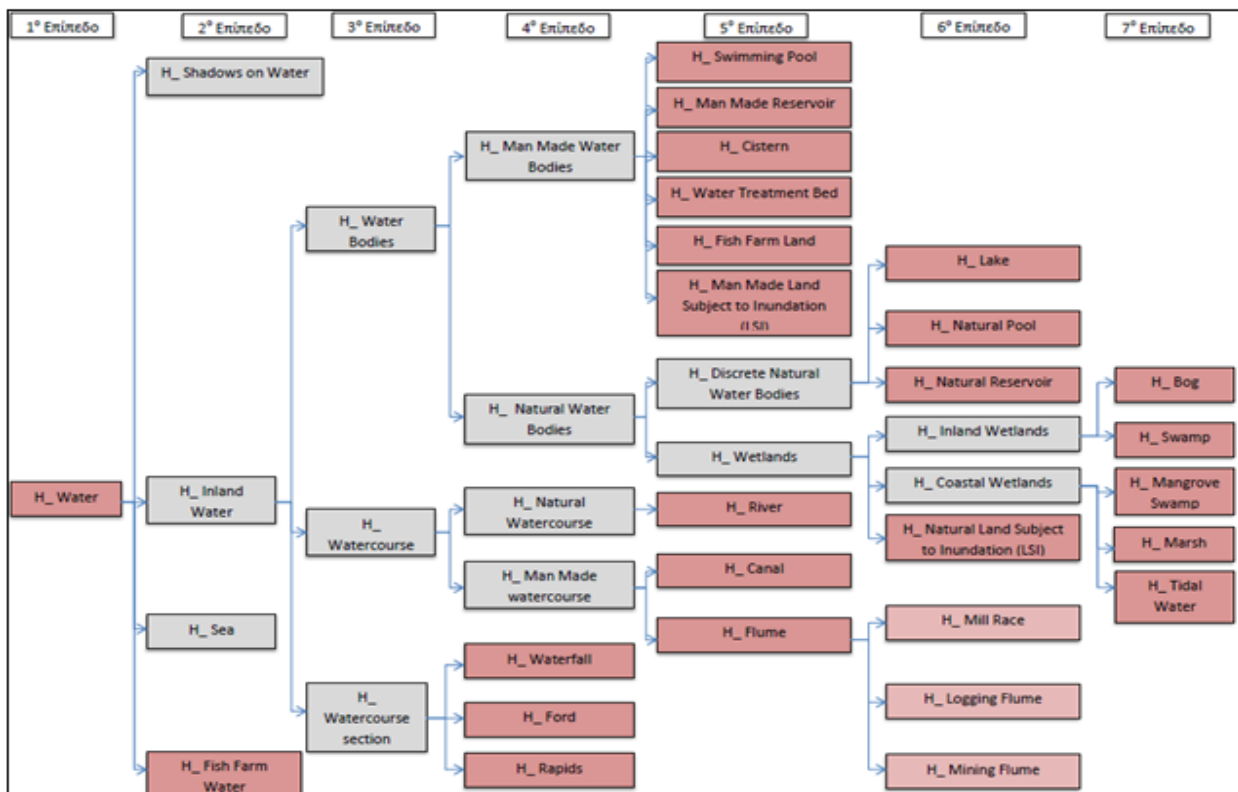 1° Επίπεδο
2° Επίπεδο
3° Επίπεδο
4° Επίπεδο
5° Επίπεδο
6° Επίπεδο
7° Επίπεδο
H_ Water
H_ Shadows on Water
H_ Inland
Water
H_ Sea
H_ Fish Farm
Water
H_ Water
Bodies
H_
Watercourse
H_
Watercourse
section
H_ Man Made Water
Bodies
H_ Natural Water
Bodies
H_ Natural
Watercourse
H_ Man Made
watercourse
H_ Waterfall
H_ Ford
H_ Rapids
H_ Swimming Pool
H_ Man Made Reservoir
H_ Cistern
H_ Water Treatment Bed
H_ Fish Farm Land
H_ Man Made Land
Subject to Inundation
(LSI)
H_ Discrete Natural
Water Bodies
H_ Wetlands
H_ River
H_ Canal
H_ Flume
H_ Lake
H_ Natural Pool
H_ Natural Reservoir
H_ Inland Wetlands
H_ Coastal Wetlands
H_ Natural Land Subject
to Inundation (LSI)
H_ Mill Race
H_ Logging Flume
H_ Mining Flume
H_ Bog
H_ Swamp
H_ Mangrove
Swamp
H_ Marsh
H_ Tidal
Water